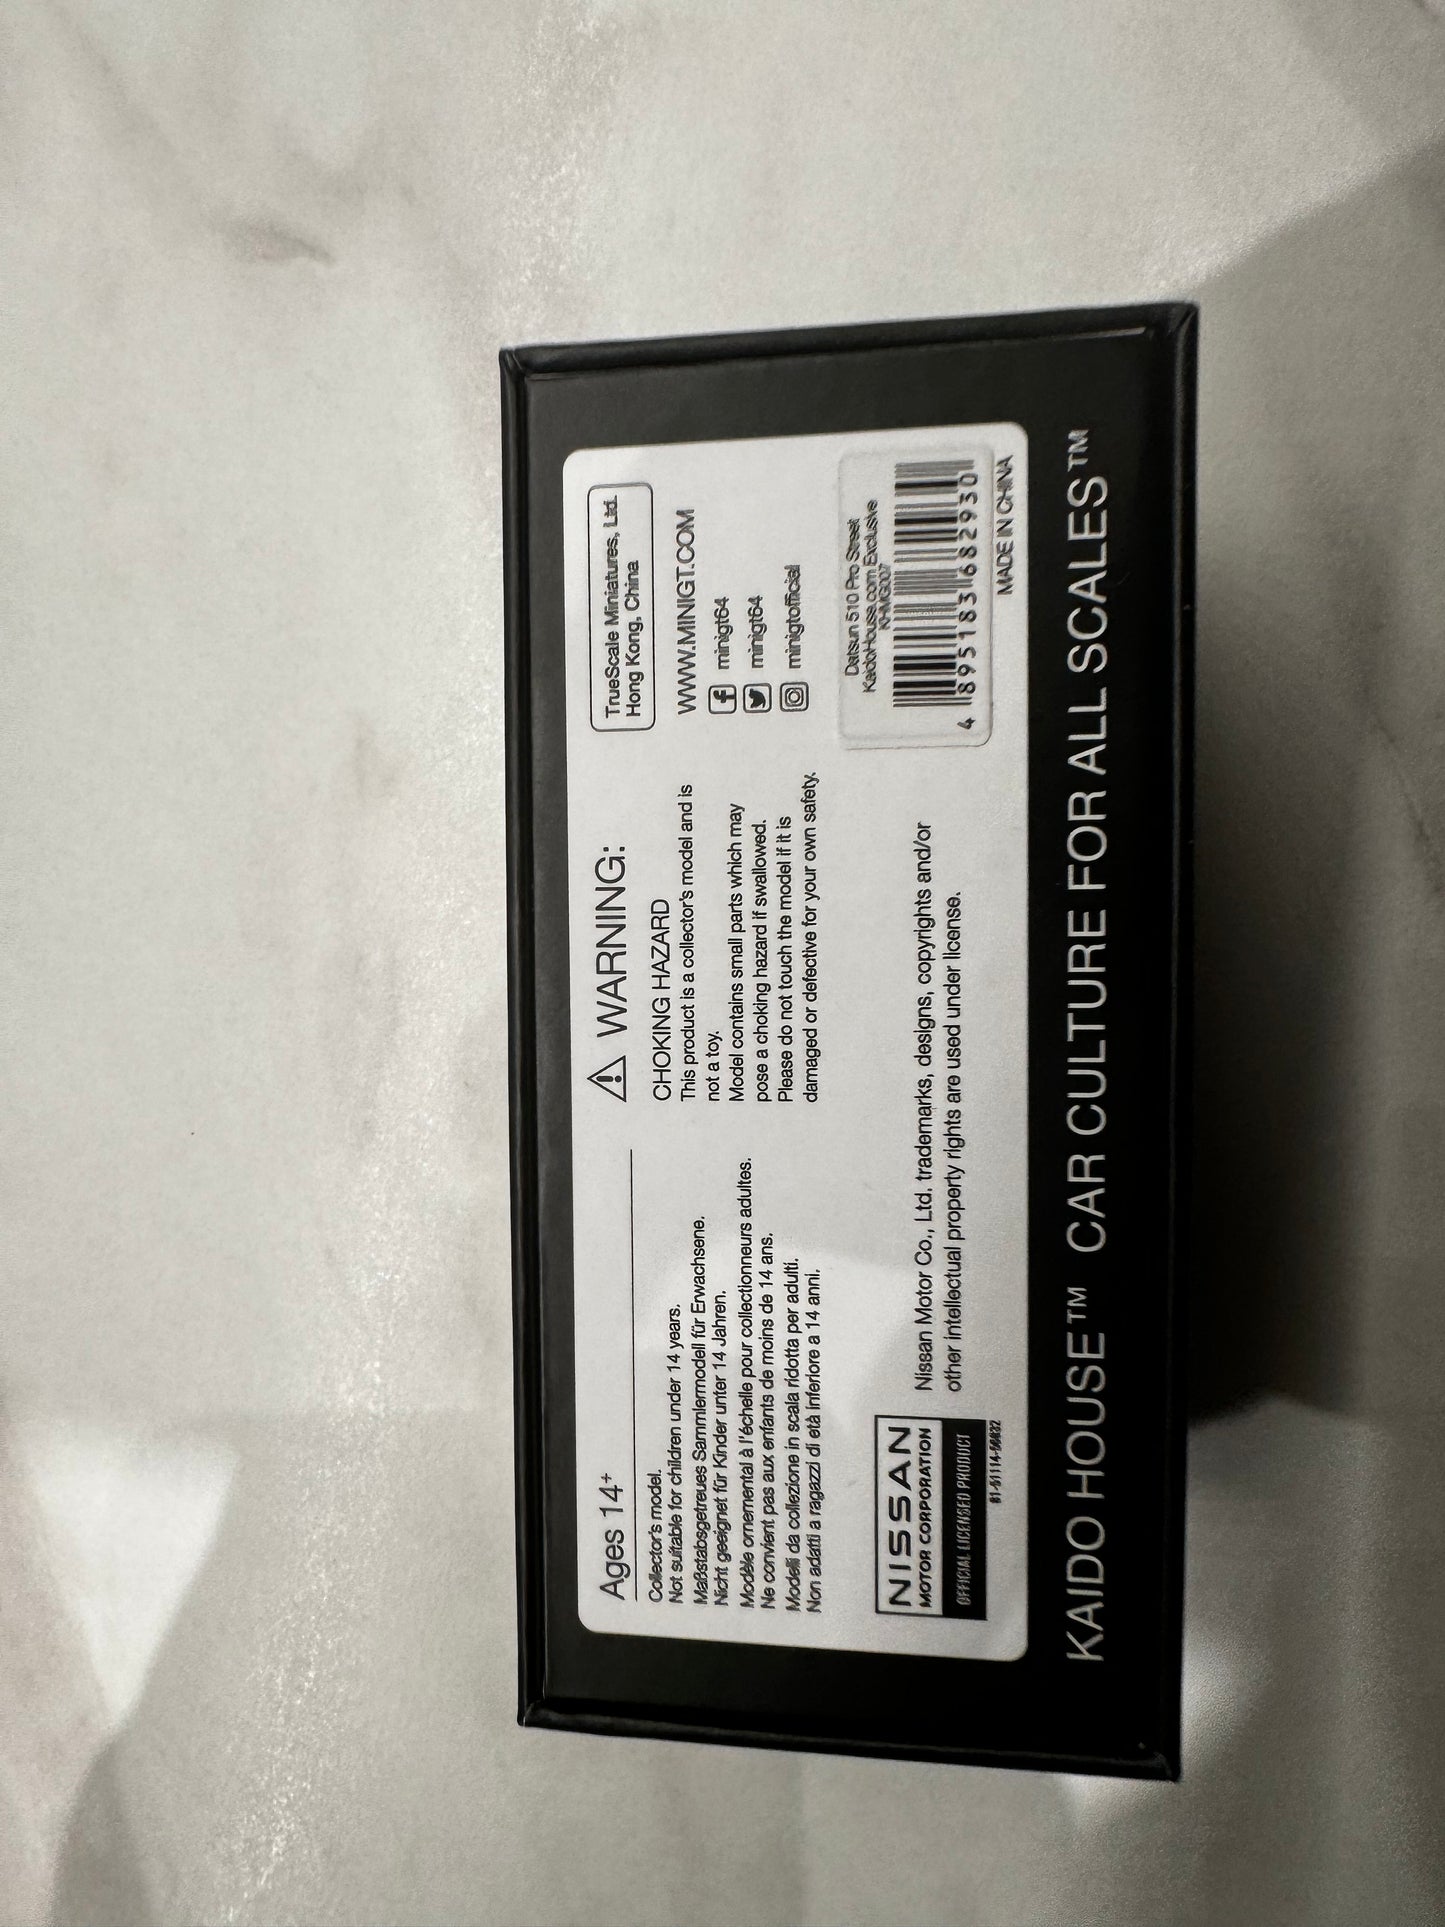 Ages 14+
Collector's model.
Not suitable for children under 14 years.
Maßstabsgetreues Sammlermodell für Erwachsene.
Nicht geeignet für Kinder unter 14 Jahren.
Modèle ornemental à l'échelle pour collectionneurs adultes.
Ne convient pas aux enfants de moins de 14 ans.
Modelli da collezione in scala ridotta per adulti.
Non adatti a ragazzi di età inferiore a 14 anni.
WARNING:
CHOKING HAZARD
This product is a collector's model and is
not a toy.
Model contains small parts which may
pose a choking hazard if swallowed.
Please do not touch the model if it is
damaged or defective for your own safety.
TrueScale Miniatures, Ltd.
Hong Kong, China
WWW.MINIGT.COM
minigt64
minigt64
minigtofficial
Datsun 510 Pro Street
KaidoHouse.com Exclusive
KHMG007
4 895183 682930
MADE IN CHINA
NISSAN
MOTOR CORPORATION
OFFICIAL LICENSED PRODUCT
Nissan Motor Co., Ltd. trademarks, designs, copyrights and/or
other intellectual property rights are used under license.
KAIDO HOUSE™ CAR CULTURE FOR ALL SCALES™